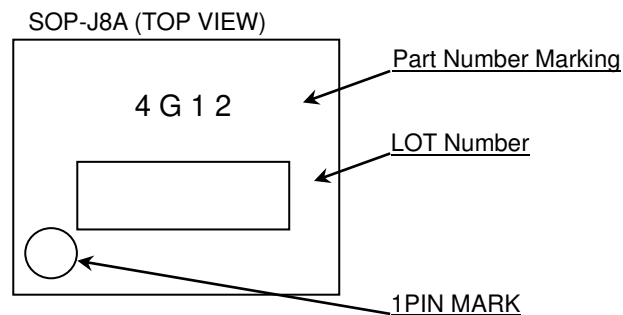 SOP-J8A (TOP VIEW)
Part Number Marking
4 G 1 2
LOT Number
1PIN MARK